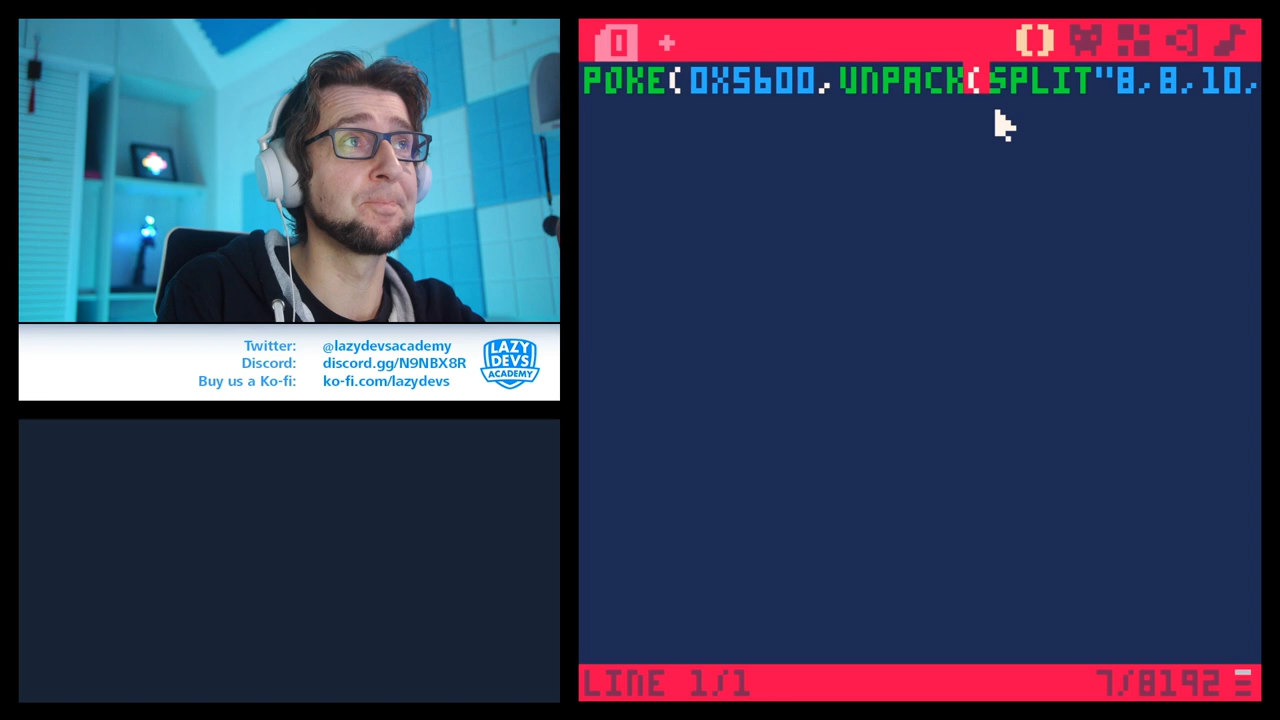 Twitter: @lazydevsacademy
Discord: discord.gg/N9NBX8R
Buy us a Ko-fi: ko-fi.com/lazydevs
LAZY
DEVS
ACADEMY
0 +
POKE(0X5600,UNPACK(SPLIT"8,8,10,
LINE 1/1 7/8192